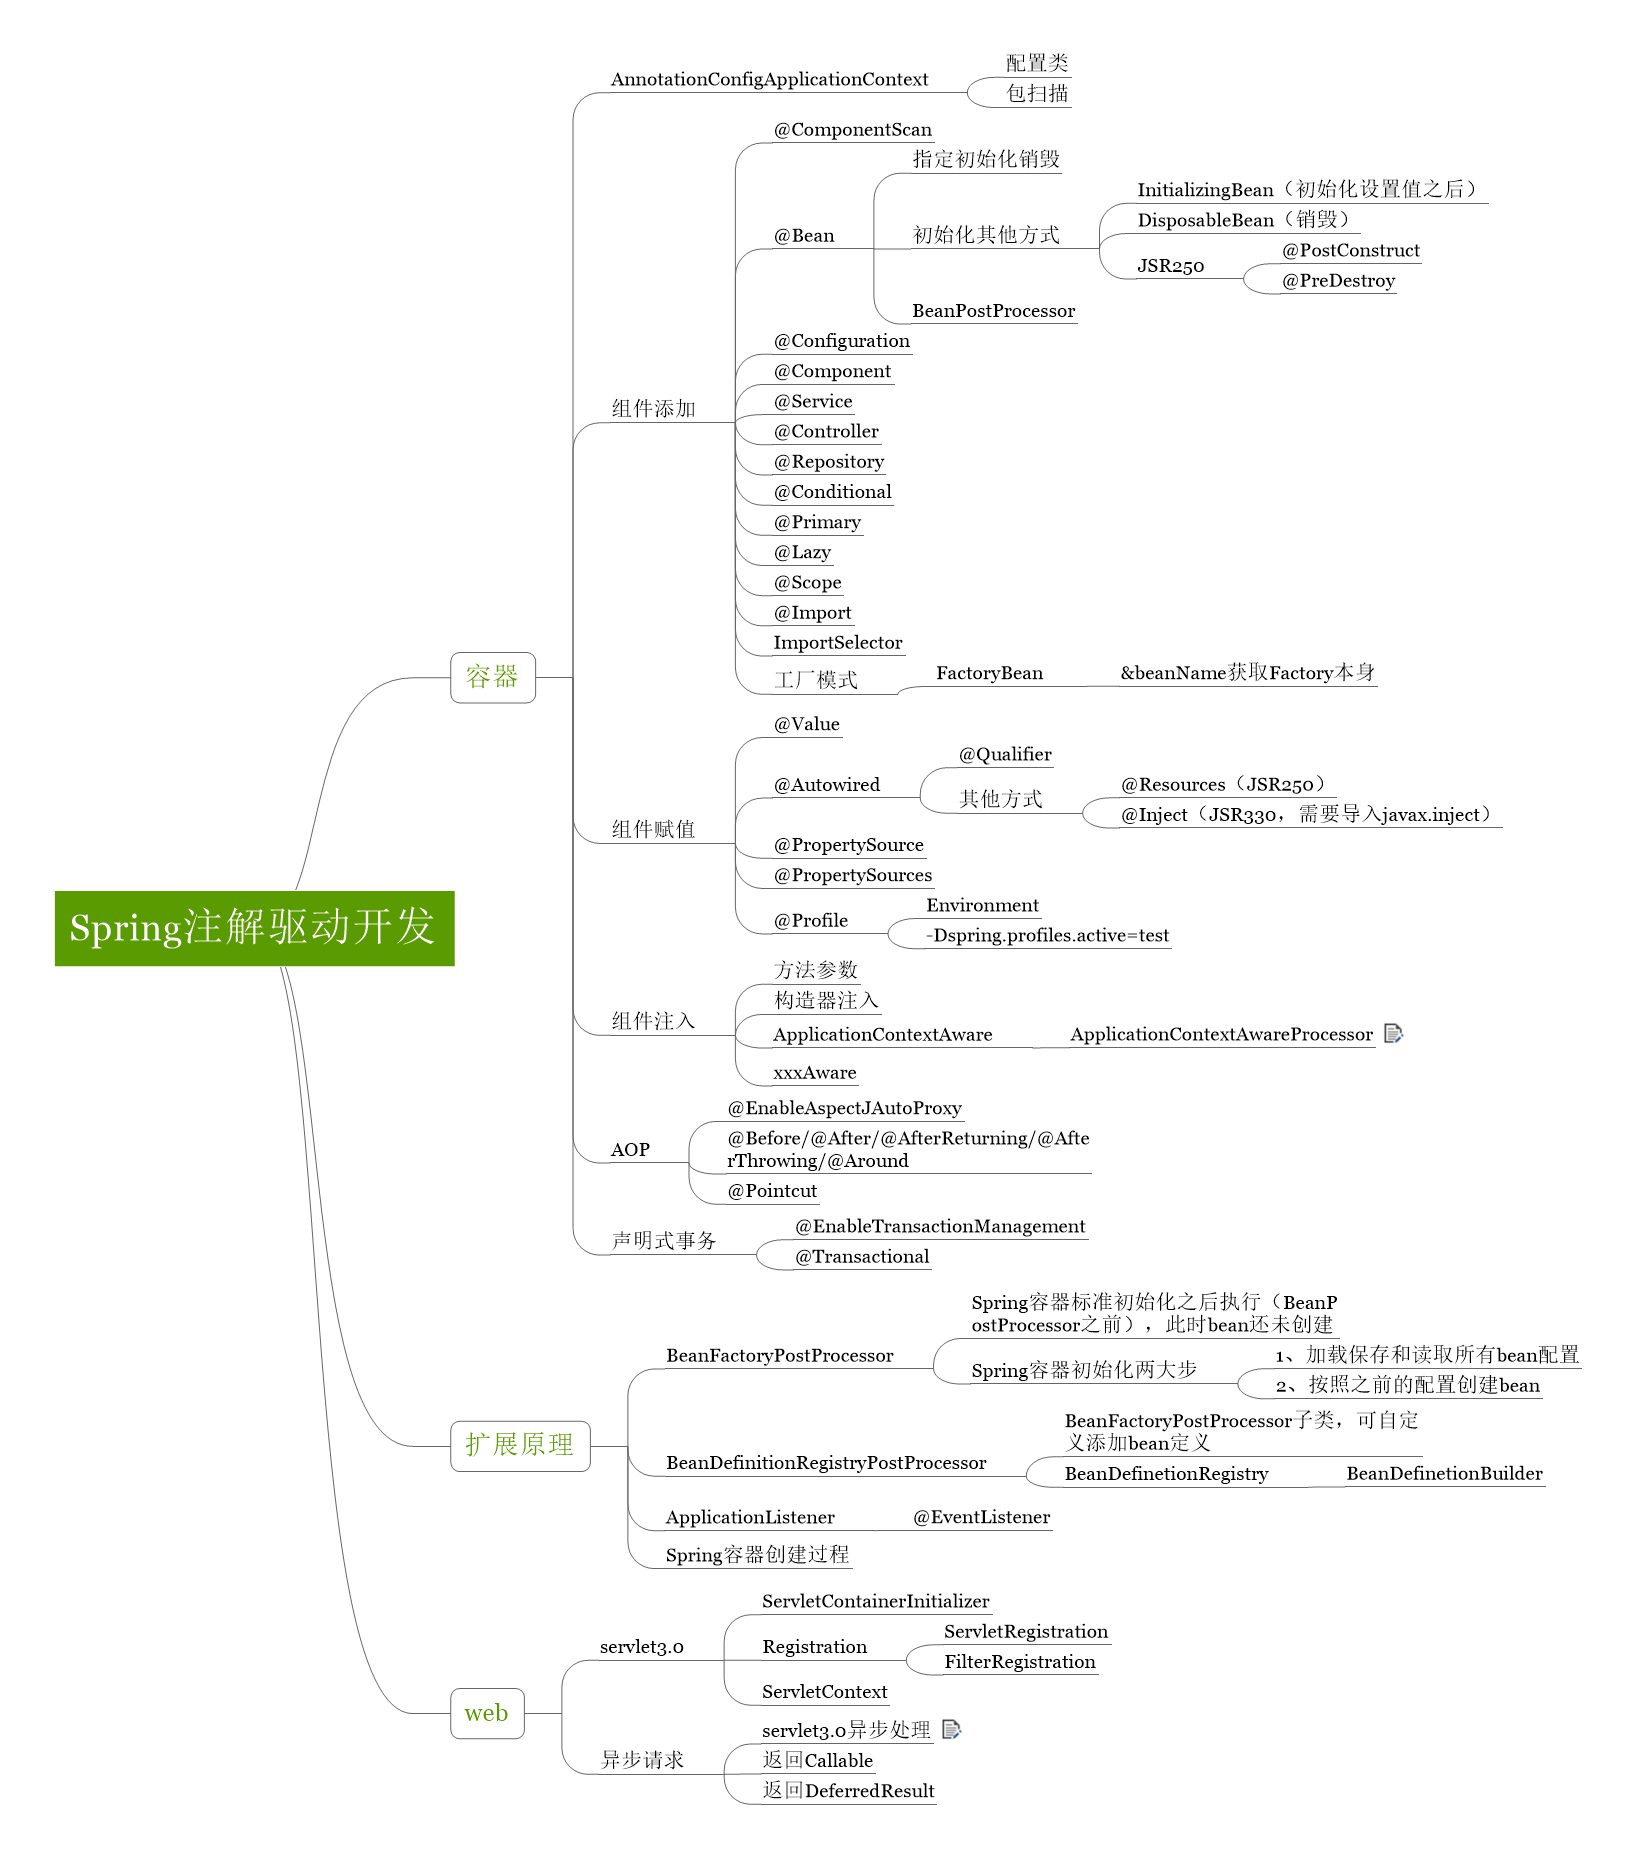 Spring注解驱动开发
容器
AnnotationConfigApplicationContext
配置类
包扫描
组件添加
@ComponentScan
@Bean
指定初始化销毁
初始化其他方式
InitializingBean（初始化设置值之后）
DisposableBean（销毁）
JSR250
@PostConstruct
@PreDestroy
BeanPostProcessor
@Configuration
@Component
@Service
@Controller
@Repository
@Conditional
@Primary
@Lazy
@Scope
@Import
ImportSelector
工厂模式
FactoryBean
&beanName获取Factory本身
组件赋值
@Value
@Autowired
@Qualifier
其他方式
@Resources（JSR250）
@Inject（JSR330，需要导入javax.inject）
@PropertySource
@PropertySources
@Profile
Environment
-Dspring.profiles.active=test
组件注入
方法参数
构造器注入
ApplicationContextAware
ApplicationContextAwareProcessor
xxxAware
AOP
@EnableAspectJAutoProxy
@Before/@After/@AfterReturning/@Afte
rThrowing/@Around
@Pointcut
声明式事务
@EnableTransactionManagement
@Transactional
扩展原理
BeanFactoryPostProcessor
Spring容器标准初始化之后执行（BeanP
ostProcessor之前），此时bean还未创建
Spring容器初始化两大步
1、加载保存和读取所有bean配置
2、按照之前的配置创建bean
BeanDefinitionRegistryPostProcessor
BeanFactoryPostProcessor子类，可自定
义添加bean定义
BeanDefinetionRegistry
BeanDefinetionBuilder
ApplicationListener
@EventListener
Spring容器创建过程
web
servlet3.0
ServletContainerInitializer
Registration
ServletRegistration
FilterRegistration
ServletContext
异步请求
servlet3.0异步处理
返回Callable
返回DeferredResult